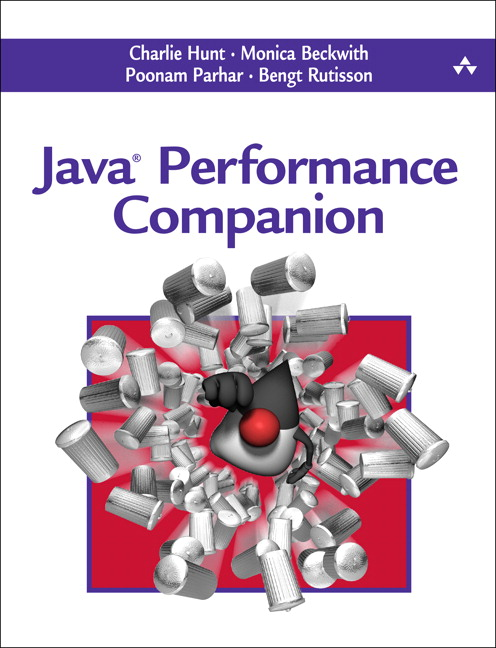 Charlie Hunt · Monica Beckwith
Poonam Parhar · Bengt Rutisson
Java® Performance
Companion